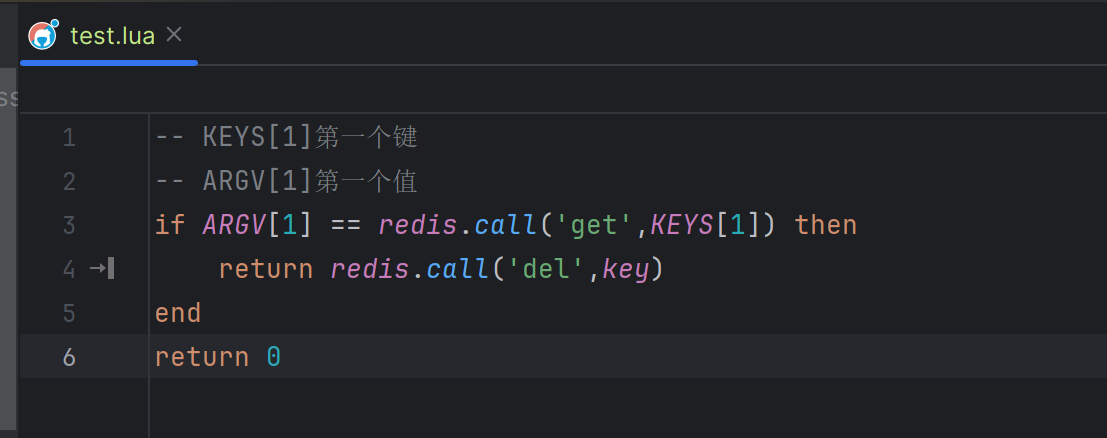 test.lua
ss
1 -- KEYS[1]第一个键
2 -- ARGV[1]第一个值
3 if ARGV[1] == redis.call('get',KEYS[1]) then
4 return redis.call('del',key)
5 end
6 return 0